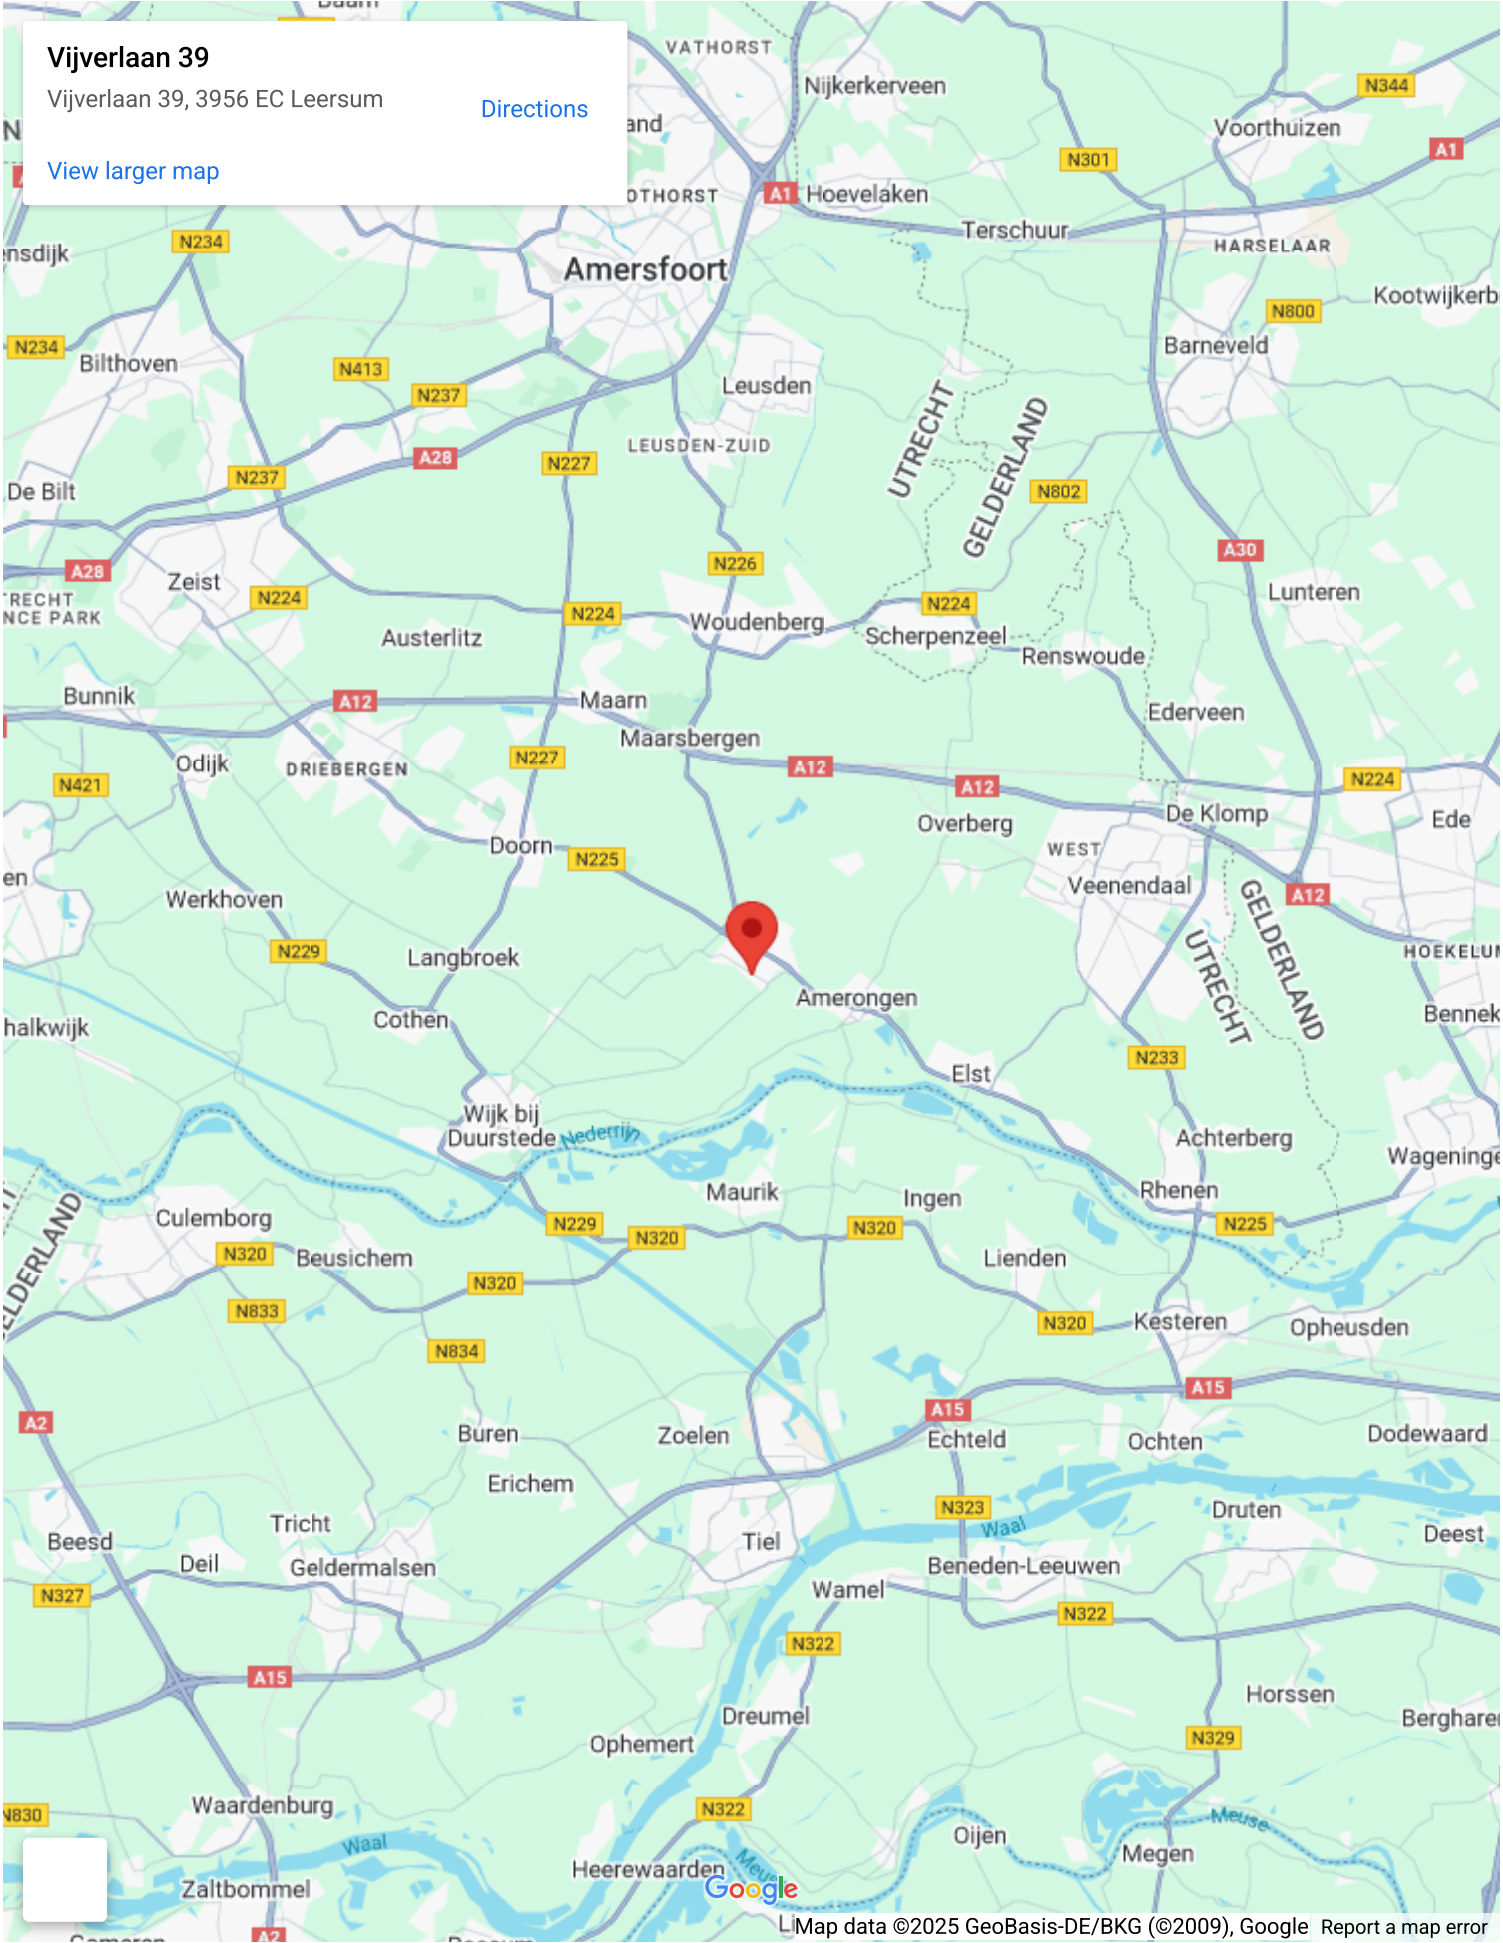 Vijverlaan 39
Vijverlaan 39, 3956 EC Leersum
Directions
View larger map
VATHORST
Nijkerkerveen
N344
Voorthuizen
A1
N301
A1
Hoevelaken
N234
Terschuur
HARSELAAR
Amersfoort
N800
N234
Bilthoven
N413
Barneveld
N237
Leusden
UTRECHT
GELDERLAND
LEUSDEN-ZUID
A28
N227
N237
De Bilt
N802
A30
A28
N226
Zeist
N224
Lunteren
NCE PARK
N224
N224
Woudenberg
Austerlitz
Scherpenzeel
Renswoude
Bunnik
A12
Maarn
Ederveen
Maarsbergen
Odijk
DRIEBERGEN
N227
A12
A12
N224
N421
De Klomp
Overberg
Ede
Doorn
N225
WEST
Veenendaal
A12
Werkhoven
GELDERLAND
UTRECHT
N229
Langbroek
Amerongen
Cothen
halkwijk
N233
Elst
Wijk bij
Duurstede
Nederrijn
Achterberg
Rhenen
Maurik
Ingen
Culemborg
N229
N320
N320
N225
N320
Beusichem
Lienden
N320
N833
N320
Kesteren
Opheusden
N834
A15
A2
A15
Buren
Zoelen
Echteld
Ochten
Dodewaard
Erichem
N323
Waal
Druten
Tricht
Beesd
Tiel
Deest
Deil
Geldermalsen
Beneden-Leeuwen
N327
Wamel
N322
N322
A15
Horssen
Dreumel
N329
Ophemert
Waardenburg
N830
N322
Meuse
Waal
Oijen
Megen
Heerewaarden
Zaltbommel
Google
A2
Map data ©2025 GeoBasis-DE/BKG (©2009), Google
Report a map error